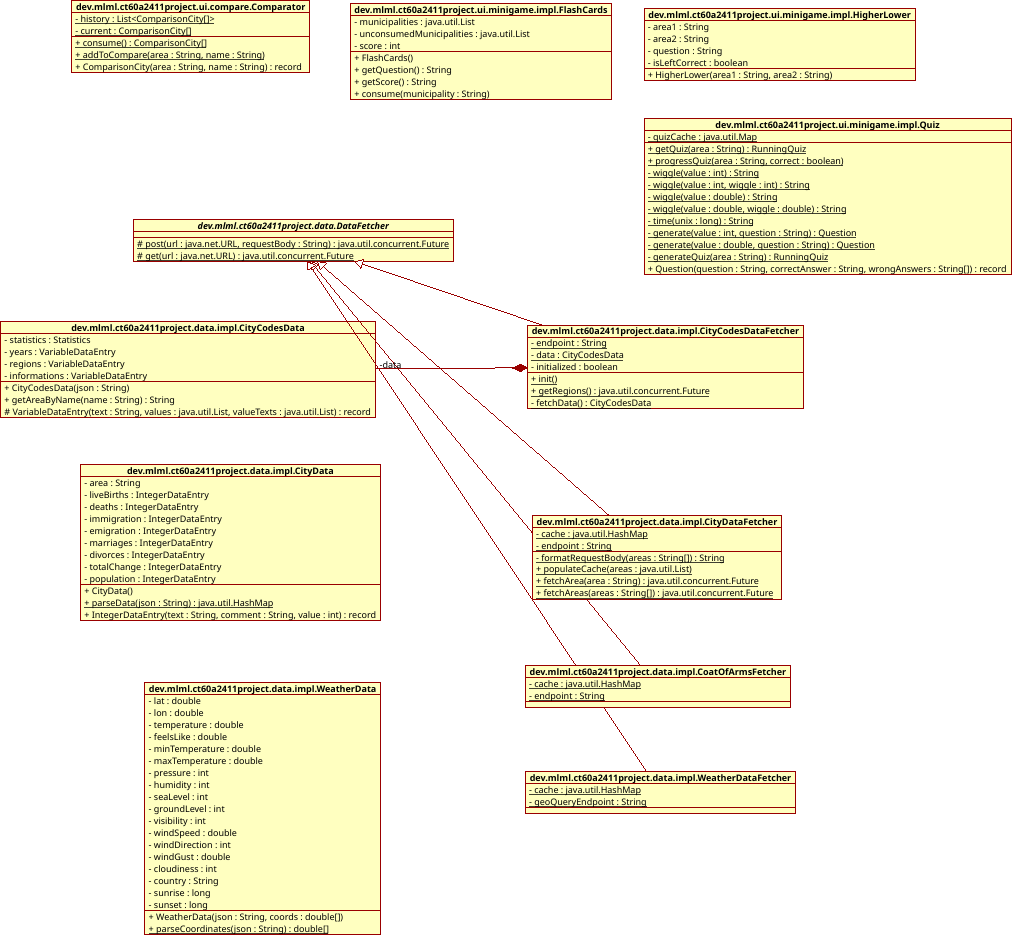 dev.mlml.ct60a2411project.ui.compare.Comparator
- history : List<ComparisonCity[]>
- current : ComparisonCity[]
+ consume() : ComparisonCity[]
+ addToCompare(area : String, name : String)
+ ComparisonCity(area : String, name : String) : record
dev.mlml.ct60a2411project.ui.minigame.impl.FlashCards
- municipalities : java.util.List
- unconsumedMunicipalities : java.util.List
- score : int
+ FlashCards()
+ getQuestion() : String
+ getScore() : String
+ consume(municipality : String)
dev.mlml.ct60a2411project.ui.minigame.impl.HigherLower
- area1 : String
- area2 : String
- question : String
- isLeftCorrect : boolean
+ HigherLower(area1 : String, area2 : String)
dev.mlml.ct60a2411project.ui.minigame.impl.Quiz
- quizCache : java.util.Map
+ getQuiz(area : String) : RunningQuiz
+ progressQuiz(area : String, correct : boolean)
- wiggle(value : int) : String
- wiggle(value : int, wiggle : int) : String
- wiggle(value : double) : String
- wiggle(value : double, wiggle : double) : String
- time(unix : long) : String
- generate(value : int, question : String) : Question
- generate(value : double, question : String) : Question
- generateQuiz(area : String) : RunningQuiz
+ Question(question : String, correctAnswer : String, wrongAnswers : String[]) : record
dev.mlml.ct60a2411project.data.DataFetcher
# post(url : java.net.URL, requestBody : String) : java.util.concurrent.Future
# get(url : java.net.URL) : java.util.concurrent.Future
dev.mlml.ct60a2411project.data.impl.CityCodesData
- statistics : Statistics
- years : VariableDataEntry
- regions : VariableDataEntry
- informations : VariableDataEntry
+ CityCodesData(json : String)
+ getAreaByName(name : String) : String
# VariableDataEntry(text : String, values : java.util.List, valueTexts : java.util.List) : record
-data
dev.mlml.ct60a2411project.data.impl.CityCodesDataFetcher
- endpoint : String
- data : CityCodesData
- initialized : boolean
+ init()
+ getRegions() : java.util.concurrent.Future
- fetchData() : CityCodesData
dev.mlml.ct60a2411project.data.impl.CityData
- area : String
- liveBirths : IntegerDataEntry
- deaths : IntegerDataEntry
- immigration : IntegerDataEntry
- emigration : IntegerDataEntry
- marriages : IntegerDataEntry
- divorces : IntegerDataEntry
- totalChange : IntegerDataEntry
- population : IntegerDataEntry
+ CityData()
+ parseData(json : String) : java.util.HashMap
+ IntegerDataEntry(text : String, comment : String, value : int) : record
dev.mlml.ct60a2411project.data.impl.CityDataFetcher
- cache : java.util.HashMap
- endpoint : String
- formatRequestBody(areas : String[]) : String
+ populateCache(areas : java.util.List)
+ fetchArea(area : String) : java.util.concurrent.Future
+ fetchAreas(areas : String[]) : java.util.concurrent.Future
dev.mlml.ct60a2411project.data.impl.CoatOfArmsFetcher
- cache : java.util.HashMap
- endpoint : String
dev.mlml.ct60a2411project.data.impl.WeatherData
- lat : double
- lon : double
- temperature : double
- feelsLike : double
- minTemperature : double
- maxTemperature : double
- pressure : int
- humidity : int
- seaLevel : int
- groundLevel : int
- visibility : int
- windSpeed : double
- windDirection : int
- windGust : double
- cloudiness : int
- country : String
- sunrise : long
- sunset : long
+ WeatherData(json : String, coords : double[])
+ parseCoordinates(json : String) : double[]
dev.mlml.ct60a2411project.data.impl.WeatherDataFetcher
- cache : java.util.HashMap
- geoQueryEndpoint : String